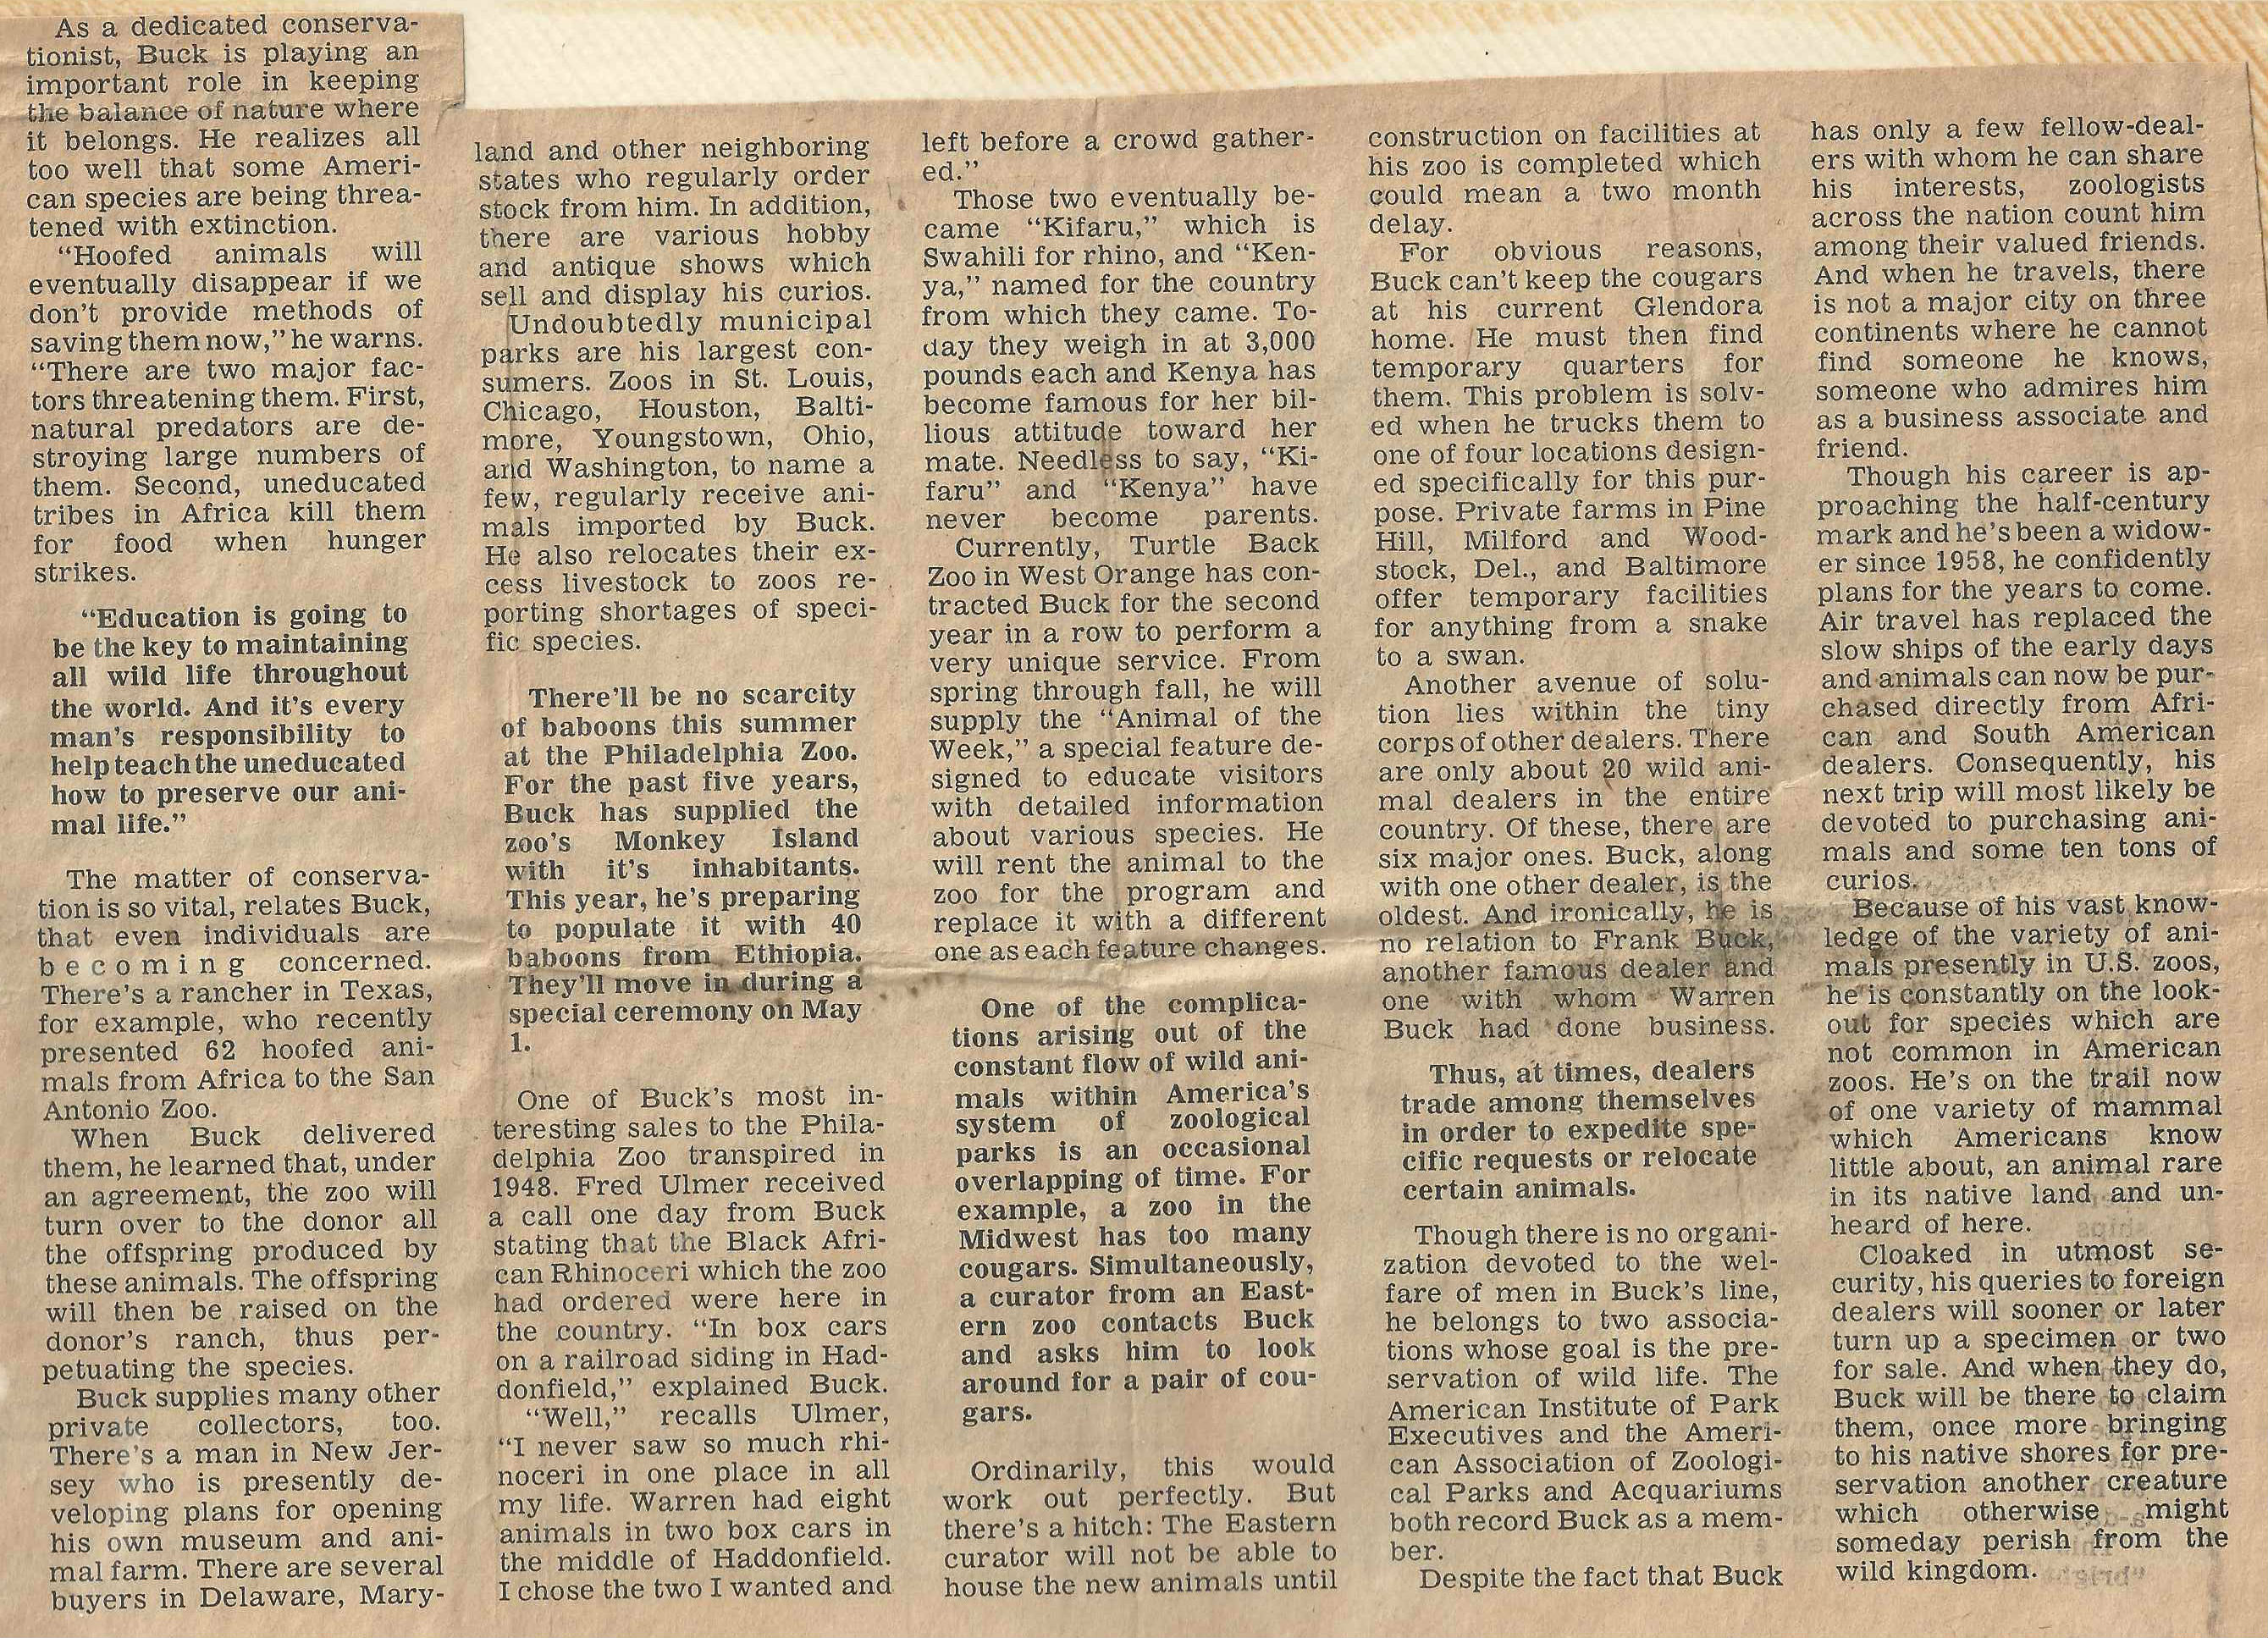 As a dedicated conserva-
tionist, Buck is playing an
important role in keeping
the balance of nature where
it belongs. He realizes all
too well that some Ameri-
can species are being threa-
tened with extinction.
“Hoofed animals will
eventually disappear if we
don’t provide methods of
saving them now,” he warns.
“There are two major fac-
tors threatening them. First,
natural predators are de-
stroying large numbers of
them. Second, uneducated
tribes in Africa kill them
for food when hunger
strikes.
“Education is going to
be the key to maintaining
all wild life throughout
the world. And it’s every
man’s responsibility to
help teach the uneducated
how to preserve our ani-
mal life.”
The matter of conserva-
tion is so vital, relates Buck,
that even individuals are
becoming concerned.
There’s a rancher in Texas,
for example, who recently
presented 62 hoofed ani-
mals from Africa to the San
Antonio Zoo.
When Buck delivered
them, he learned that, under
an agreement, the zoo will
turn over to the donor all
the offspring produced by
these animals. The offspring
will then be raised on the
donor’s ranch, thus per-
petuating the species.
Buck supplies many other
private collectors, too.
There’s a man in New Jer-
sey who is presently de-
veloping plans for opening
his own museum and ani-
mal farm. There are several
buyers in Delaware, Mary-
land and other neighboring
states who regularly order
stock from him. In addition,
there are various hobby
and antique shows which
sell and display his curios.
Undoubtedly municipal
parks are his largest con-
sumers. Zoos in St. Louis,
Chicago, Houston, Balti-
more, Youngstown, Ohio,
and Washington, to name a
few, regularly receive ani-
mals imported by Buck.
He also relocates their ex-
cess livestock to zoos re-
porting shortages of speci-
fic species.
There’ll be no scarcity
of baboons this summer
at the Philadelphia Zoo.
For the past five years,
Buck has supplied the
zoo’s Monkey Island
with it’s inhabitants.
This year, he’s preparing
to populate it with 40
baboons from Ethiopia.
They’ll move in during a
special ceremony on May
1.
One of Buck’s most in-
teresting sales to the Phila-
delphia Zoo transpired in
1948. Fred Ulmer received
a call one day from Buck
stating that the Black Afri-
can Rhinoceri which the zoo
had ordered were here in
the country. “In box cars
on a railroad siding in Had-
donfield,” explained Buck.
“Well,” recalls Ulmer,
“I never saw so much rhi-
noceri in one place in all
my life. Warren had eight
animals in two box cars in
the middle of Haddonfield.
I chose the two I wanted and
left before a crowd gather-
ed.”
Those two eventually be-
came “Kifaru,” which is
Swahili for rhino, and “Ken-
ya,” named for the country
from which they came. To-
day they weigh in at 3,000
pounds each and Kenya has
become famous for her bil-
lious attitude toward her
mate. Needless to say, “Ki-
faru” and “Kenya” have
never become parents.
Currently, Turtle Back
Zoo in West Orange has con-
tracted Buck for the second
year in a row to perform a
very unique service. From
spring through fall, he will
supply the “Animal of the
Week,” a special feature de-
signed to educate visitors
with detailed information
about various species. He
will rent the animal to the
zoo for the program and
replace it with a different
one as each feature changes.
One of the complica-
tions arising out of the
constant flow of wild ani-
mals within America’s
system of zoological
parks is an occasional
overlapping of time. For
example, a zoo in the
Midwest has too many
cougars. Simultaneously,
a curator from an East-
ern zoo contacts Buck
and asks him to look
around for a pair of cou-
gars.
Ordinarily, this would
work out perfectly. But
there’s a hitch: The Eastern
curator will not be able to
house the new animals until
construction on facilities at
his zoo is completed which
could mean a two month
delay.
For obvious reasons,
Buck can’t keep the cougars
at his current Glendora
home. He must then find
temporary quarters for
them. This problem is solv-
ed when he trucks them to
one of four locations design-
ed specifically for this pur-
pose. Private farms in Pine
Hill, Milford and Wood-
stock, Del., and Baltimore
offer temporary facilities
for anything from a snake
to a swan.
Another avenue of solu-
tion lies within the tiny
corps of other dealers. There
are only about 20 wild ani-
mal dealers in the entire
country. Of these, there are
six major ones. Buck, along
with one other dealer, is the
oldest. And ironically, he is
no relation to Frank Buck,
another famous dealer and
one with whom Warren
Buck had done business.
Thus, at times, dealers
trade among themselves
in order to expedite spe-
cific requests or relocate
certain animals.
Though there is no organi-
zation devoted to the wel-
fare of men in Buck’s line,
he belongs to two associa-
tions whose goal is the pre-
servation of wild life. The
American Institute of Park
Executives and the Ameri-
can Association of Zoologi-
cal Parks and Acquariums
both record Buck as a mem-
ber.
Despite the fact that Buck
has only a few fellow-deal-
ers with whom he can share
his interests, zoologists
across the nation count him
among their valued friends.
And when he travels, there
is not a major city on three
continents where he cannot
find someone he knows,
someone who admires him
as a business associate and
friend.
Though his career is ap-
proaching the half-century
mark and he’s been a widow-
er since 1958, he confidently
plans for the years to come.
Air travel has replaced the
slow ships of the early days
and animals can now be pur-
chased directly from Afri-
can and South American
dealers. Consequently, his
next trip will most likely be
devoted to purchasing ani-
mals and some ten tons of
curios.
Because of his vast know-
ledge of the variety of ani-
mals presently in U.S. zoos,
he is constantly on the look-
out for species which are
not common in American
zoos. He’s on the trail now
of one variety of mammal
which Americans know
little about, an animal rare
in its native land and un-
heard of here.
Cloaked in utmost se-
curity, his queries to foreign
dealers will sooner or later
turn up a specimen or two
for sale. And when they do,
Buck will be there to claim
them, once more bringing
to his native shores for pre-
servation another creature
which otherwise might
someday perish from the
wild kingdom.